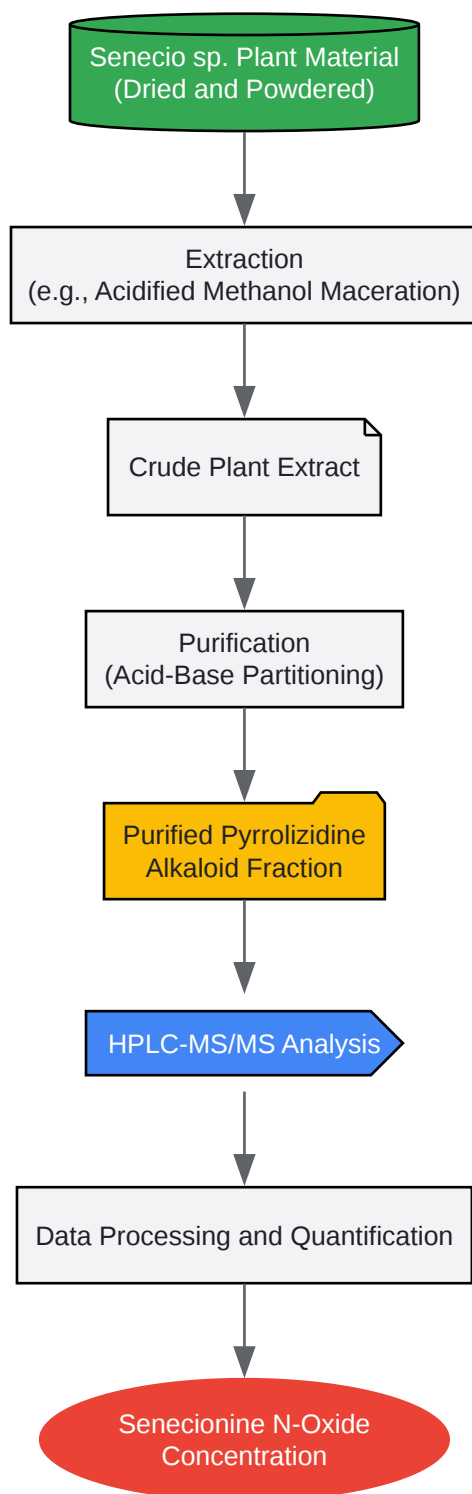 Senecio sp. Plant Material
(Dried and Powdered)
Extraction
(e.g., Acidified Methanol Maceration)
Crude Plant Extract
Purification
(Acid-Base Partitioning)
Purified Pyrrolizidine
Alkaloid Fraction
HPLC-MS/MS Analysis
Data Processing and Quantification
Senecionine N-Oxide
Concentration